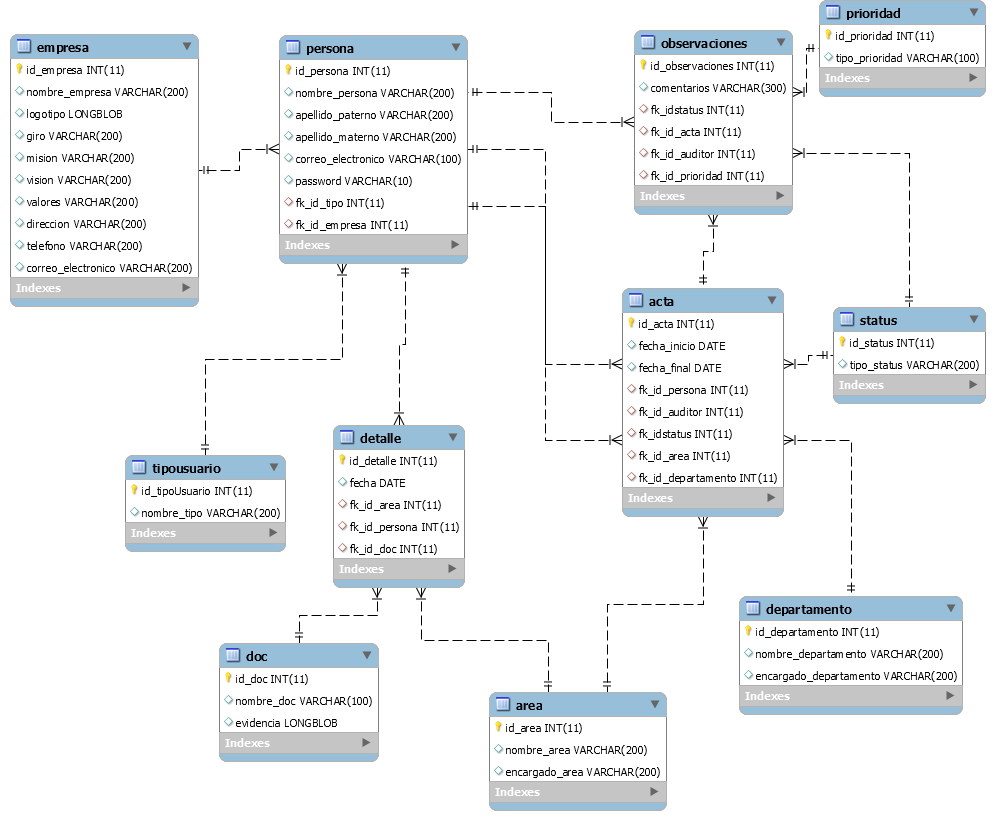 empresa
id_empresa INT(11)
nombre_empresa VARCHAR(200)
logotipo LONGBLOB
giro VARCHAR(200)
mision VARCHAR(200)
vision VARCHAR(200)
valores VARCHAR(200)
direccion VARCHAR(200)
telefono VARCHAR(200)
correo_electronico VARCHAR(200)
Indexes
persona
id_persona INT(11)
nombre_persona VARCHAR(200)
apellido_paterno VARCHAR(200)
apellido_materno VARCHAR(200)
correo_electronico VARCHAR(100)
password VARCHAR(10)
fk_id_tipo INT(11)
fk_id_empresa INT(11)
Indexes
observaciones
id_observaciones INT(11)
comentarios VARCHAR(300)
fk_idstatus INT(11)
fk_id_acta INT(11)
fk_id_auditor INT(11)
fk_id_prioridad INT(11)
Indexes
prioridad
id_prioridad INT(11)
tipo_prioridad VARCHAR(100)
Indexes
acta
id_acta INT(11)
fecha_inicio DATE
fecha_final DATE
fk_id_persona INT(11)
fk_id_auditor INT(11)
fk_idstatus INT(11)
fk_id_area INT(11)
fk_id_departamento INT(11)
Indexes
status
id_status INT(11)
tipo_status VARCHAR(200)
Indexes
tipousuario
id_tipoUsuario INT(11)
nombre_tipo VARCHAR(200)
Indexes
detalle
id_detalle INT(11)
fecha DATE
fk_id_area INT(11)
fk_id_persona INT(11)
fk_id_doc INT(11)
Indexes
departamento
id_departamento INT(11)
nombre_departamento VARCHAR(200)
encargado_departamento VARCHAR(200)
Indexes
doc
id_doc INT(11)
nombre_doc VARCHAR(100)
evidencia LONGBLOB
Indexes
area
id_area INT(11)
nombre_area VARCHAR(200)
encargado_area VARCHAR(200)
Indexes